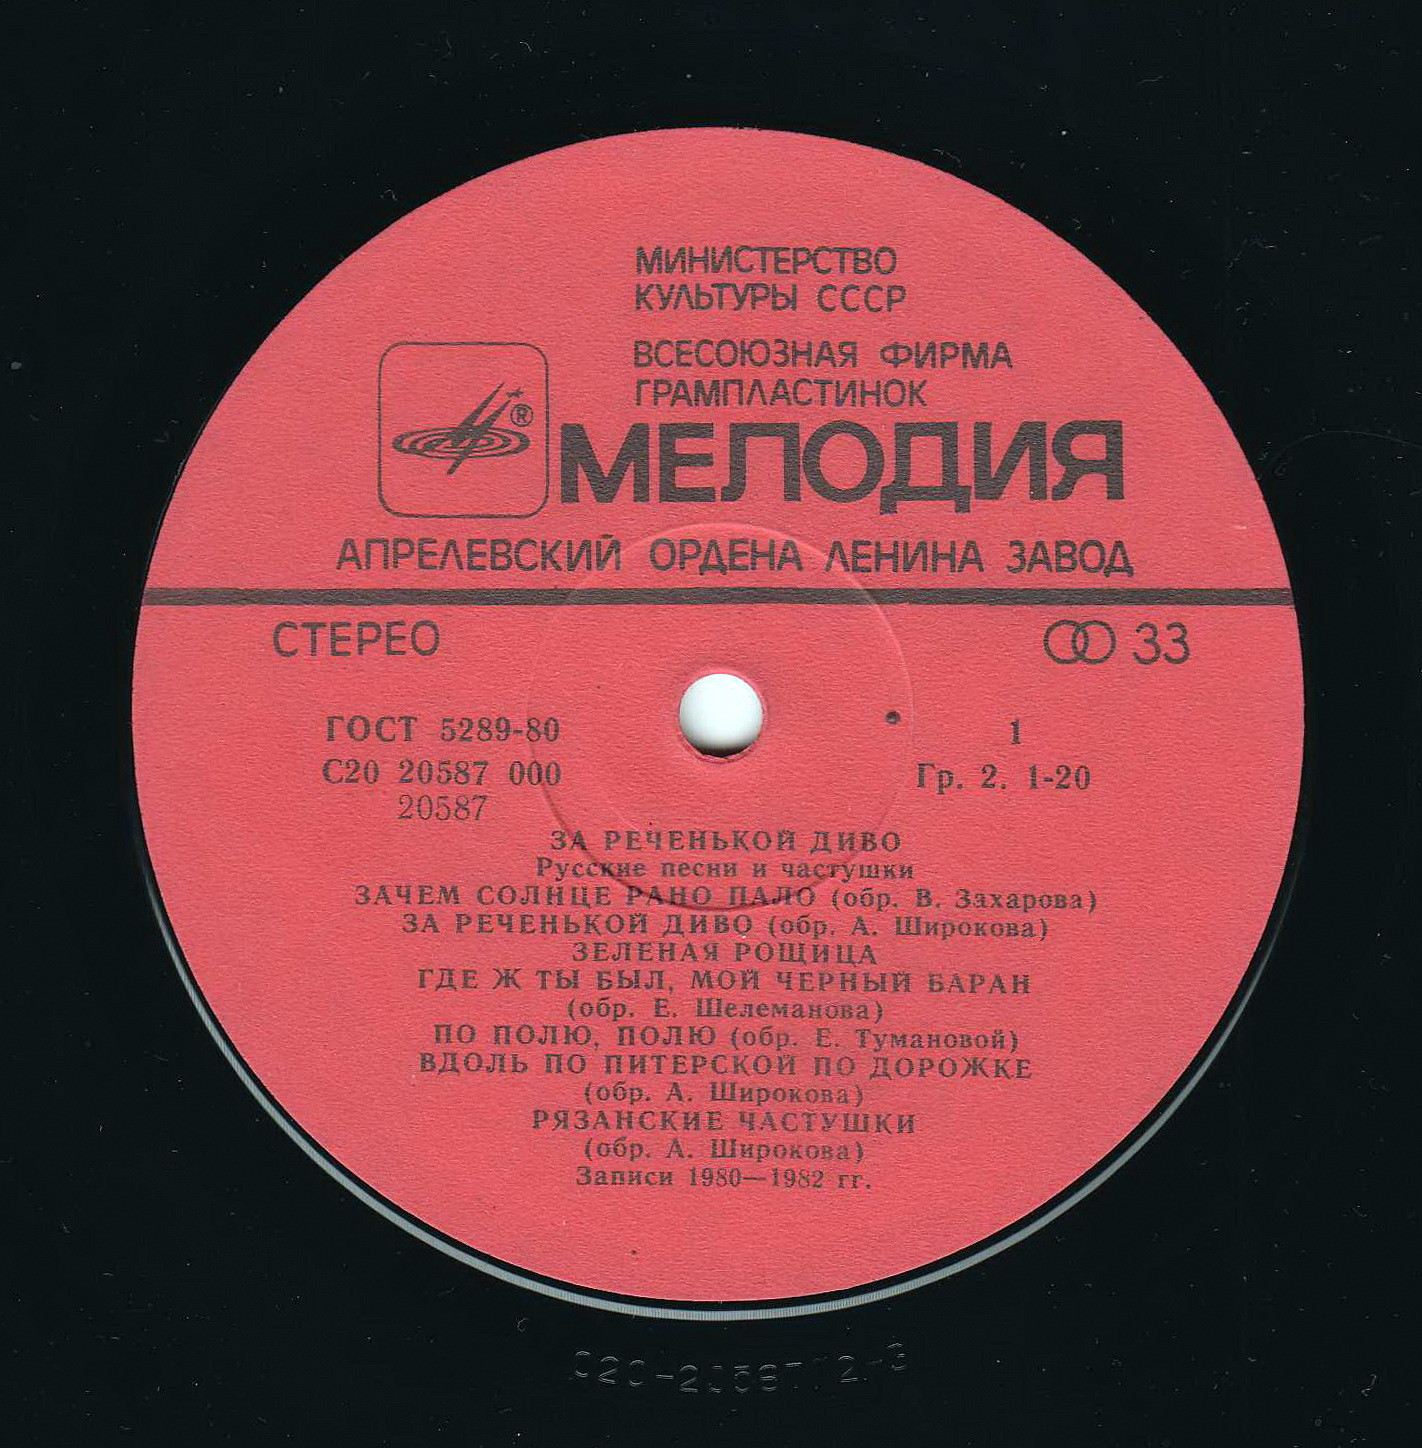 МИНИСТЕРСТВО
КУЛЬТУРЫ СССР
ВСЕСОЮЗНАЯ ФИРМА
ГРАМПЛАСТИНОК
®
МЕЛОДИЯ
АПРЕЛЕВСКИЙ ОРДЕНА ЛЕНИНА ЗАВОД
СТЕРЕО
33
ГОСТ 5289-80
1
С20 20587 000
Гр. 2. 1-20
20587
ЗА РЕЧЕНЬКОЙ ДИВО
Русские песни и частушки
ЗАЧЕМ СОЛНЦЕ РАНО ПАЛО (обр. В. Захарова)
ЗА РЕЧЕНЬКОЙ ДИВО (обр. А. Широкова)
ЗЕЛЕНАЯ РОЩИЦА
ГДЕ Ж ТЫ БЫЛ, МОЙ ЧЕРНЫЙ БАРАН
(обр. Е. Шелеманова)
ПО ПОЛЮ, ПОЛЮ (обр. Е. Тумановой)
ВДОЛЬ ПО ПИТЕРСКОЙ ПО ДОРОЖКЕ
(обр. А. Широкова)
РЯЗАНСКИЕ ЧАСТУШКИ
(обр. А. Широкова)
Записи 1980—1982 гг.